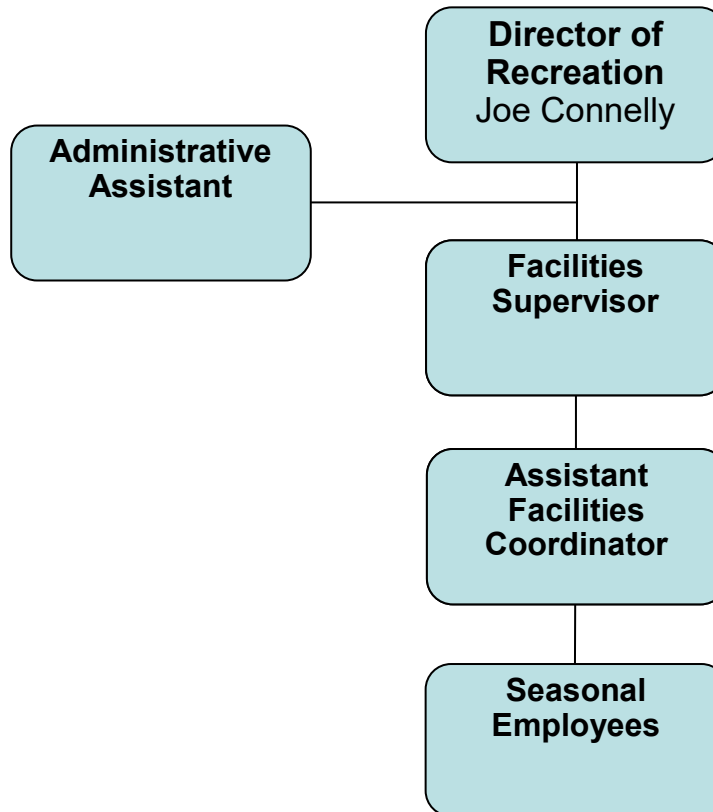 Director of
Recreation
Joe Connelly
Administrative
Assistant
Facilities
Supervisor
Assistant
Facilities
Coordinator
Seasonal
Employees